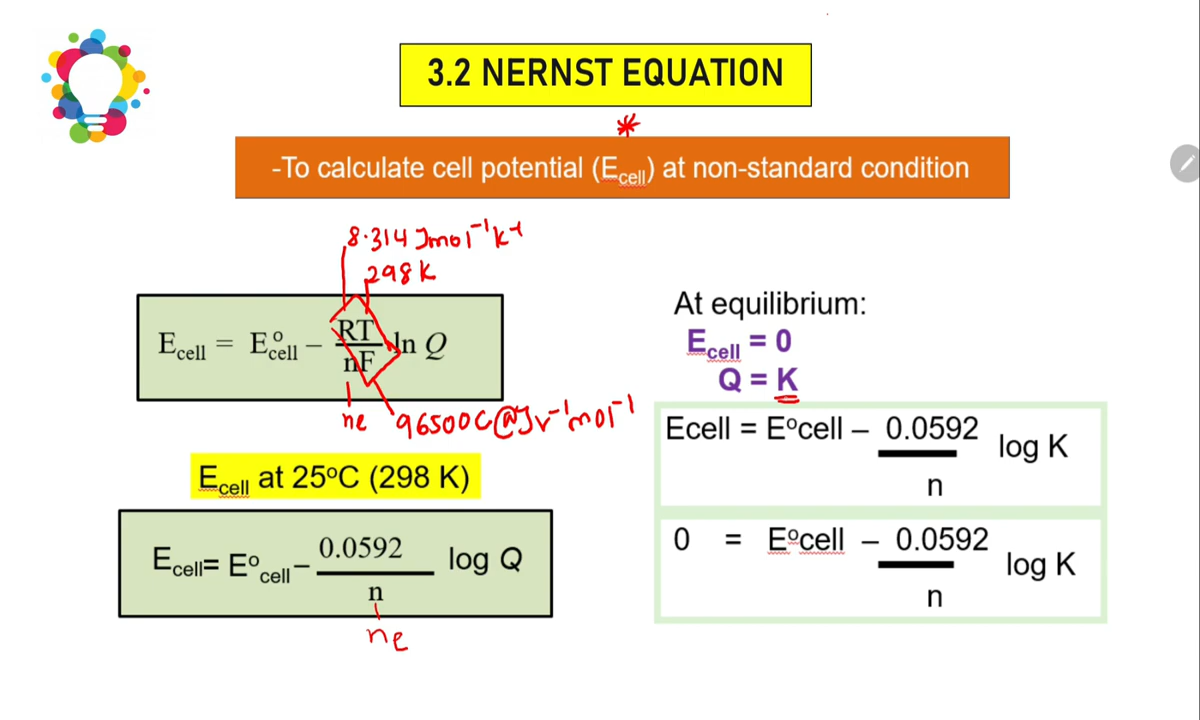 3.2 NERNST EQUATION
*
-To calculate cell potential (Ecell) at non-standard condition
8.314 Jmol⁻¹K⁻¹
298K
Ecell = E°cell – RT/nF ln Q
ne 96500C@Jv⁻¹mol⁻¹
Ecell at 25°C (298 K)
Ecell= E°cell – 0.0592/n log Q
ne
At equilibrium:
Ecell = 0
Q = K
Ecell = E°cell – 0.0592/n log K
0 = E°cell – 0.0592/n log K